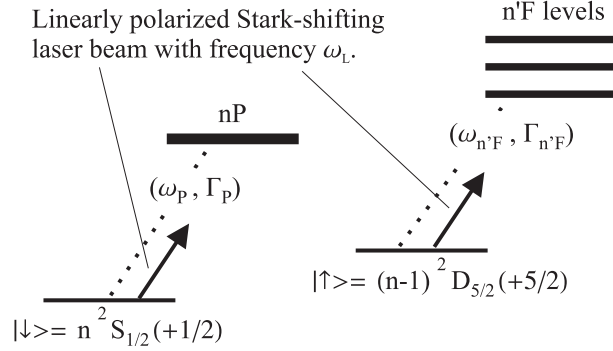 Linearly polarized Stark-shifting
laser beam with frequency ω_L.
n'F levels
nP
(ω_n'F , Γ_n'F)
(ω_P , Γ_P)
|↑>= (n-1) ²D_5/2(+5/2)
|↓>= n ²S_1/2(+1/2)